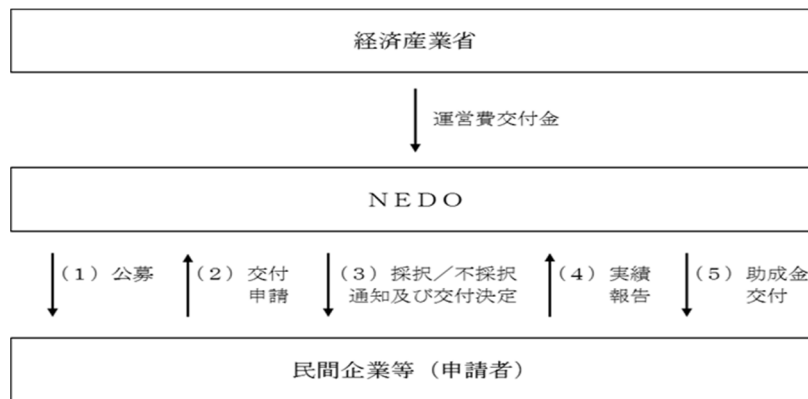 経済産業省
運営費交付金
ＮＥＤＯ
（１）公募
（２）交付
申請
（３）採択／不採択
通知及び交付決定
（４）実績
報告
（５）助成金
交付
民間企業等（申請者）